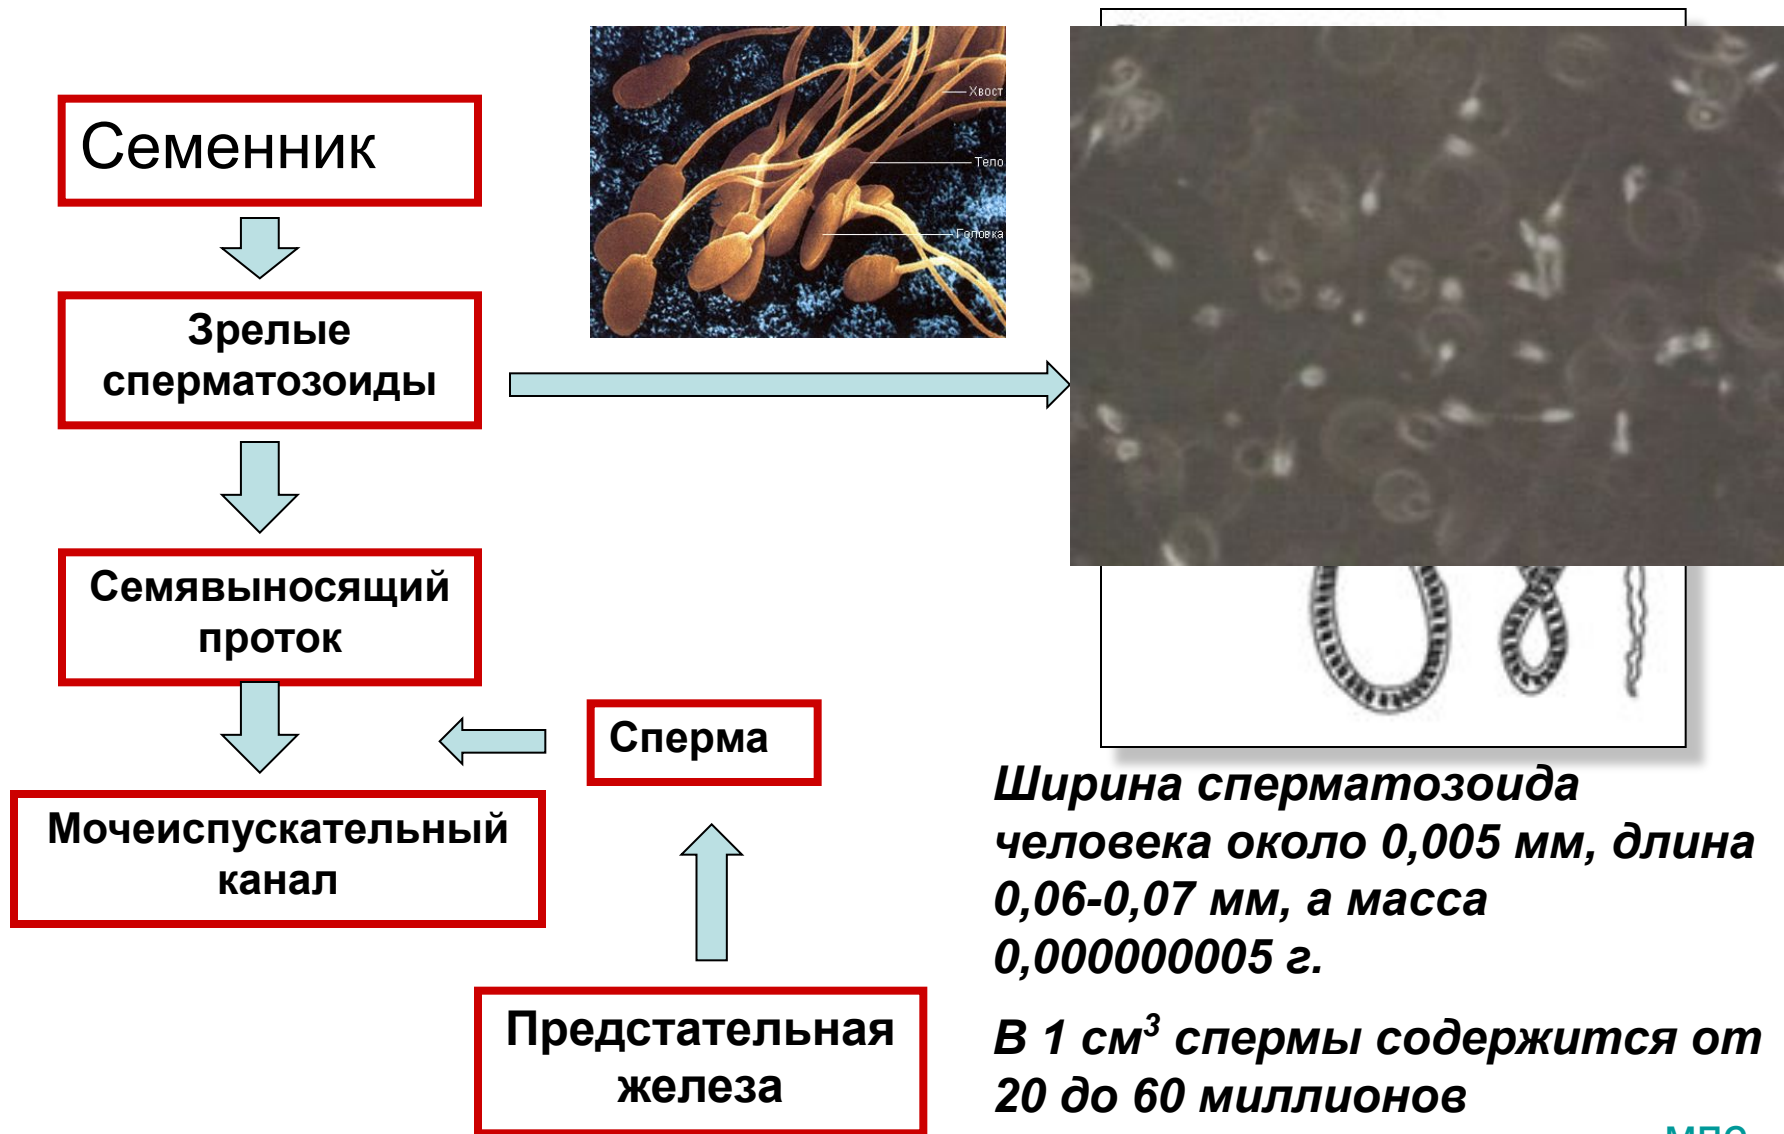 Семенник
Зрелые
сперматозоиды
Семявыносящий
проток
Мочеиспускательный
канал
Сперма
Предстательная
железа
Хвост
Тело
Головка
Ширина сперматозоида
человека около 0,005 мм, длина
0,06-0,07 мм, а масса
0,000000005 г.
В 1 см³ спермы содержится от
20 до 60 миллионов